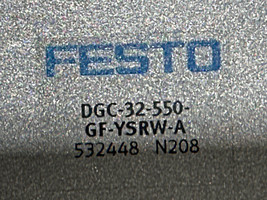 FESTO
DGC-32-550-
GF-YSRW-A
532448 N208